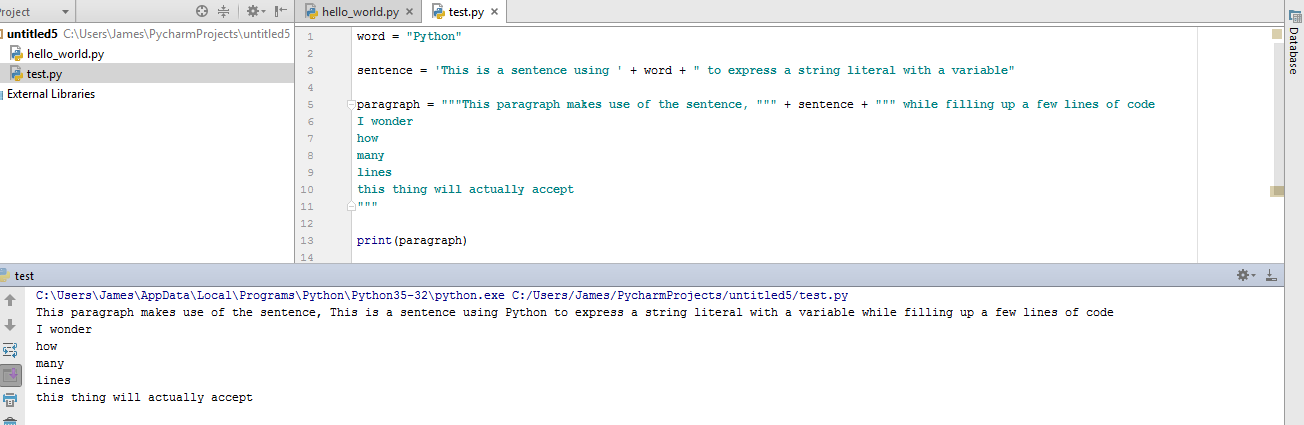 Project
hello_world.py
test.py
untitled5 C:\Users\James\PycharmProjects\untitled5
hello_world.py
test.py
External Libraries
1 word = "Python"
2
3 sentence = 'This is a sentence using ' + word + " to express a string literal with a variable"
4
5 paragraph = """This paragraph makes use of the sentence, """ + sentence + """ while filling up a few lines of code
6 I wonder
7 how
8 many
9 lines
10 this thing will actually accept
11 """
12
13 print(paragraph)
14
Database
test
C:\Users\James\AppData\Local\Programs\Python\Python35-32\python.exe C:/Users/James/PycharmProjects/untitled5/test.py
This paragraph makes use of the sentence, This is a sentence using Python to express a string literal with a variable while filling up a few lines of code
I wonder
how
many
lines
this thing will actually accept